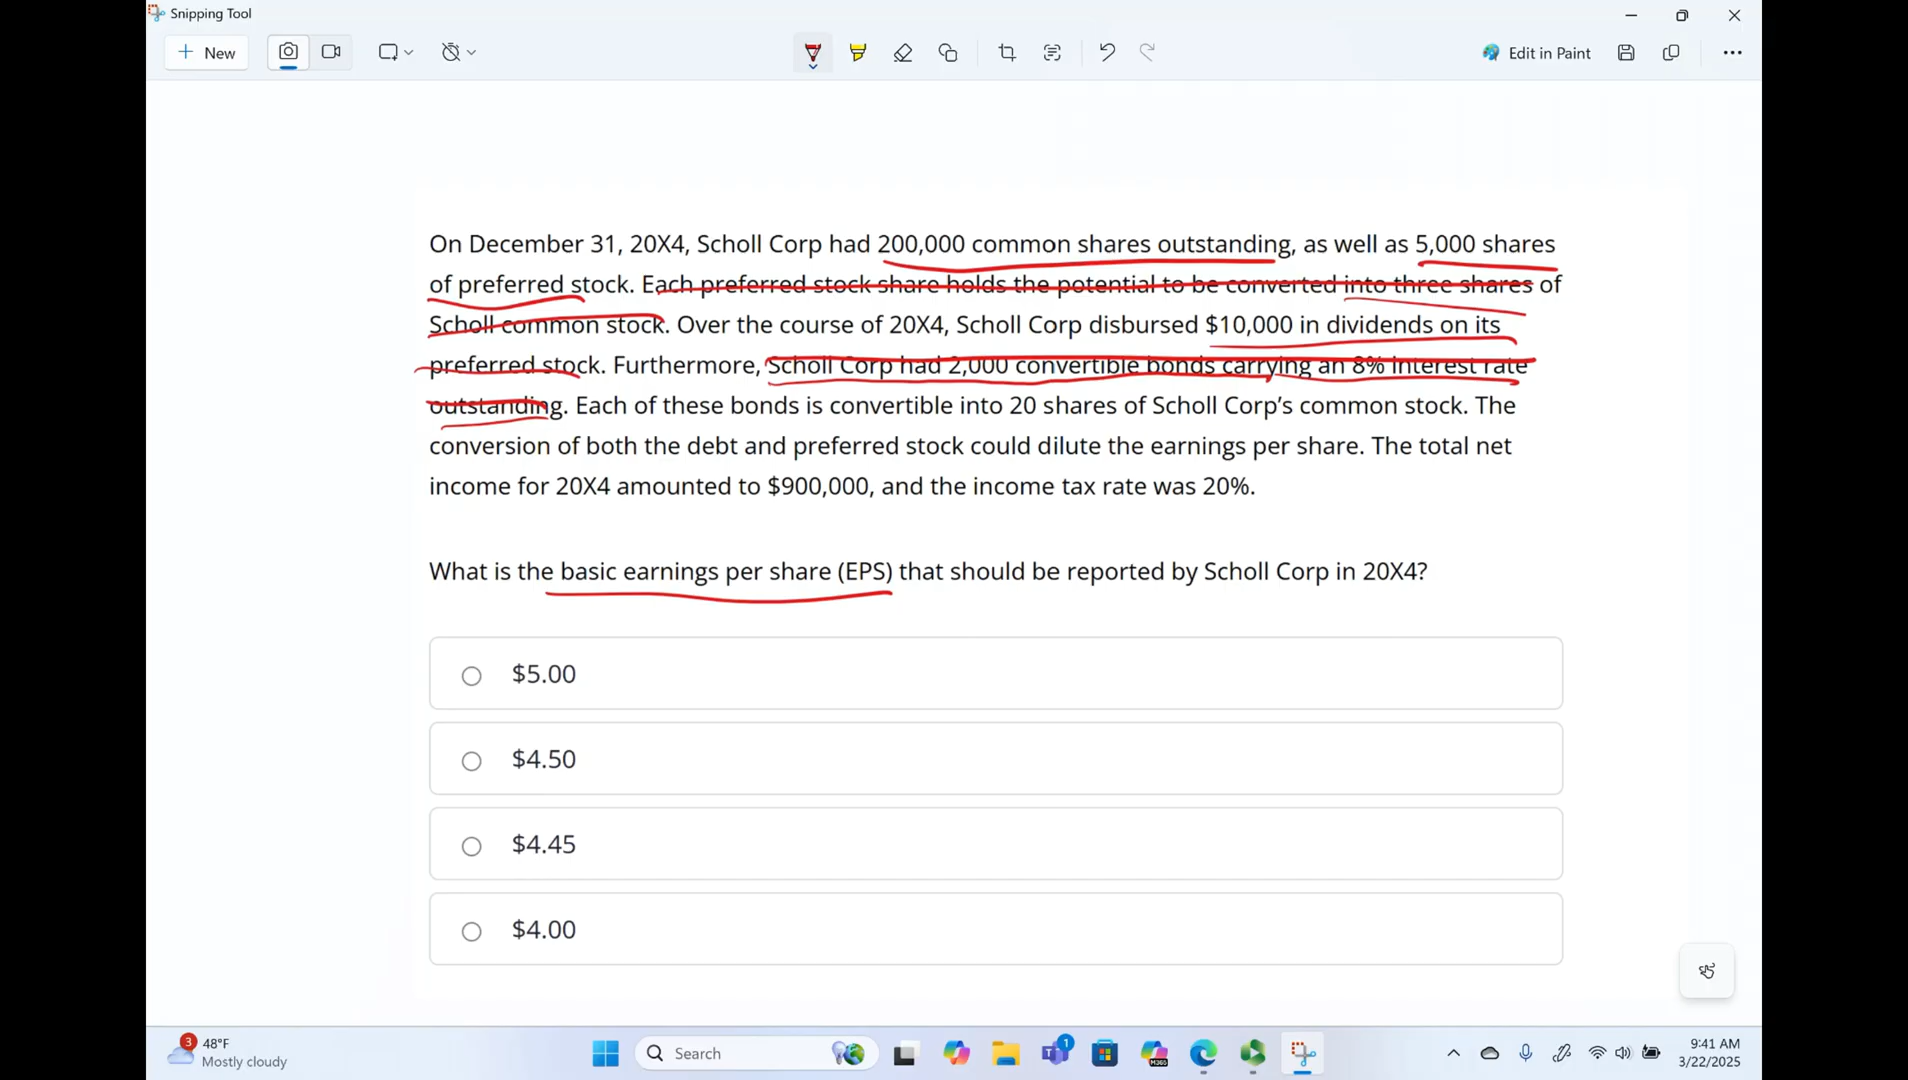 Snipping Tool
New
Edit in Paint
On December 31, 20X4, Scholl Corp had 200,000 common shares outstanding, as well as 5,000 shares
of preferred stock. Each preferred stock share holds the potential to be converted into three shares of
Scholl common stock. Over the course of 20X4, Scholl Corp disbursed $10,000 in dividends on its
preferred stock. Furthermore, Scholl Corp had 2,000 convertible bonds carrying an 8% interest rate
outstanding. Each of these bonds is convertible into 20 shares of Scholl Corp’s common stock. The
conversion of both the debt and preferred stock could dilute the earnings per share. The total net
income for 20X4 amounted to $900,000, and the income tax rate was 20%.
What is the basic earnings per share (EPS) that should be reported by Scholl Corp in 20X4?
$5.00
$4.50
$4.45
$4.00
3
48°F
Mostly cloudy
Search
1
M365
9:41 AM
3/22/2025